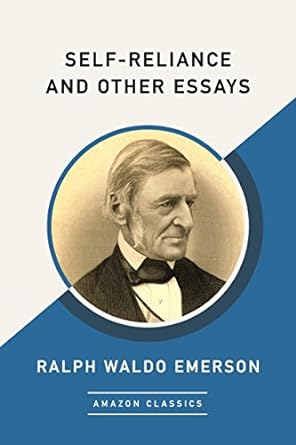 SELF-RELIANCE
AND OTHER ESSAYS
RALPH WALDO EMERSON
AMAZON CLASSICS